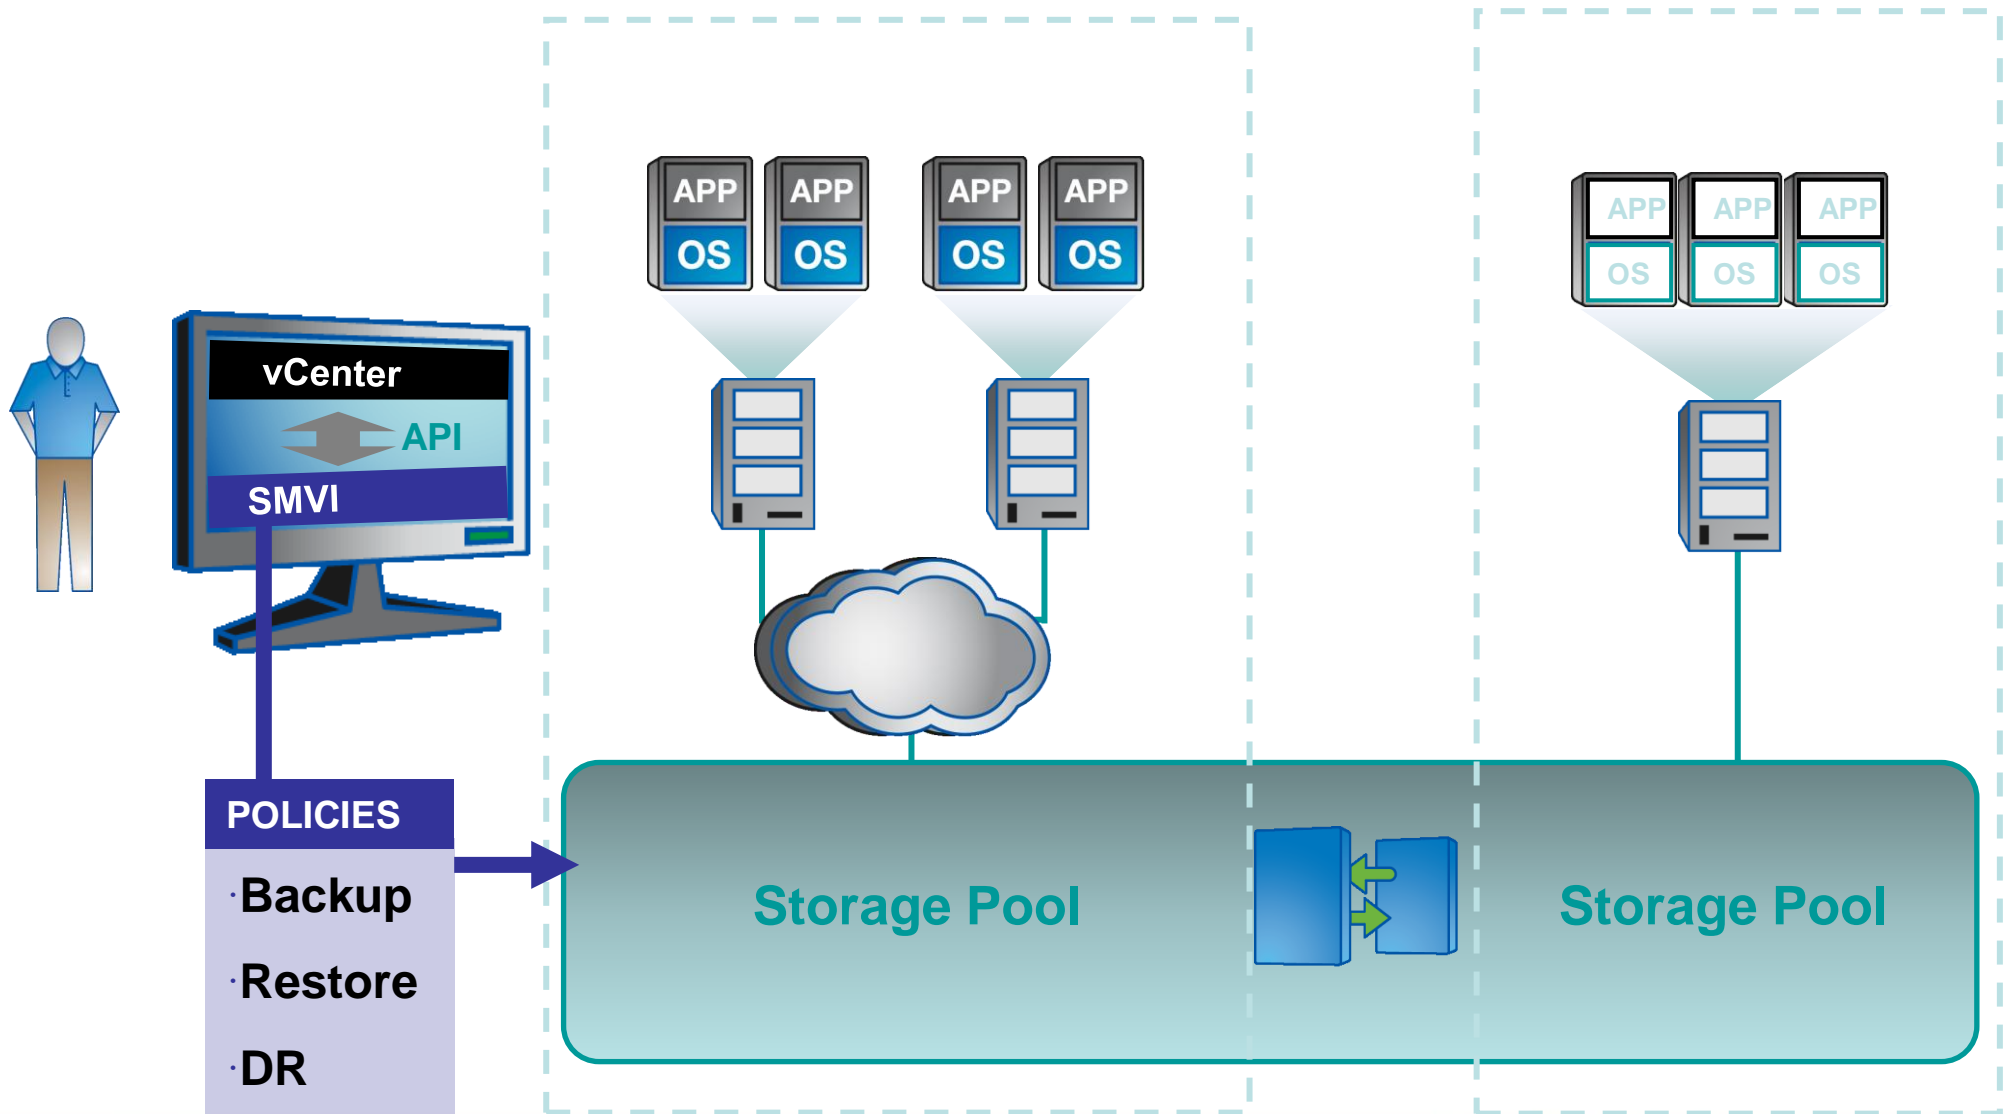 APP
APP
APP
APP
OS
OS
OS
OS
APP
APP
APP
OS
OS
OS
vCenter
API
SMVI
POLICIES
·Backup
·Restore
·DR
Storage Pool
Storage Pool